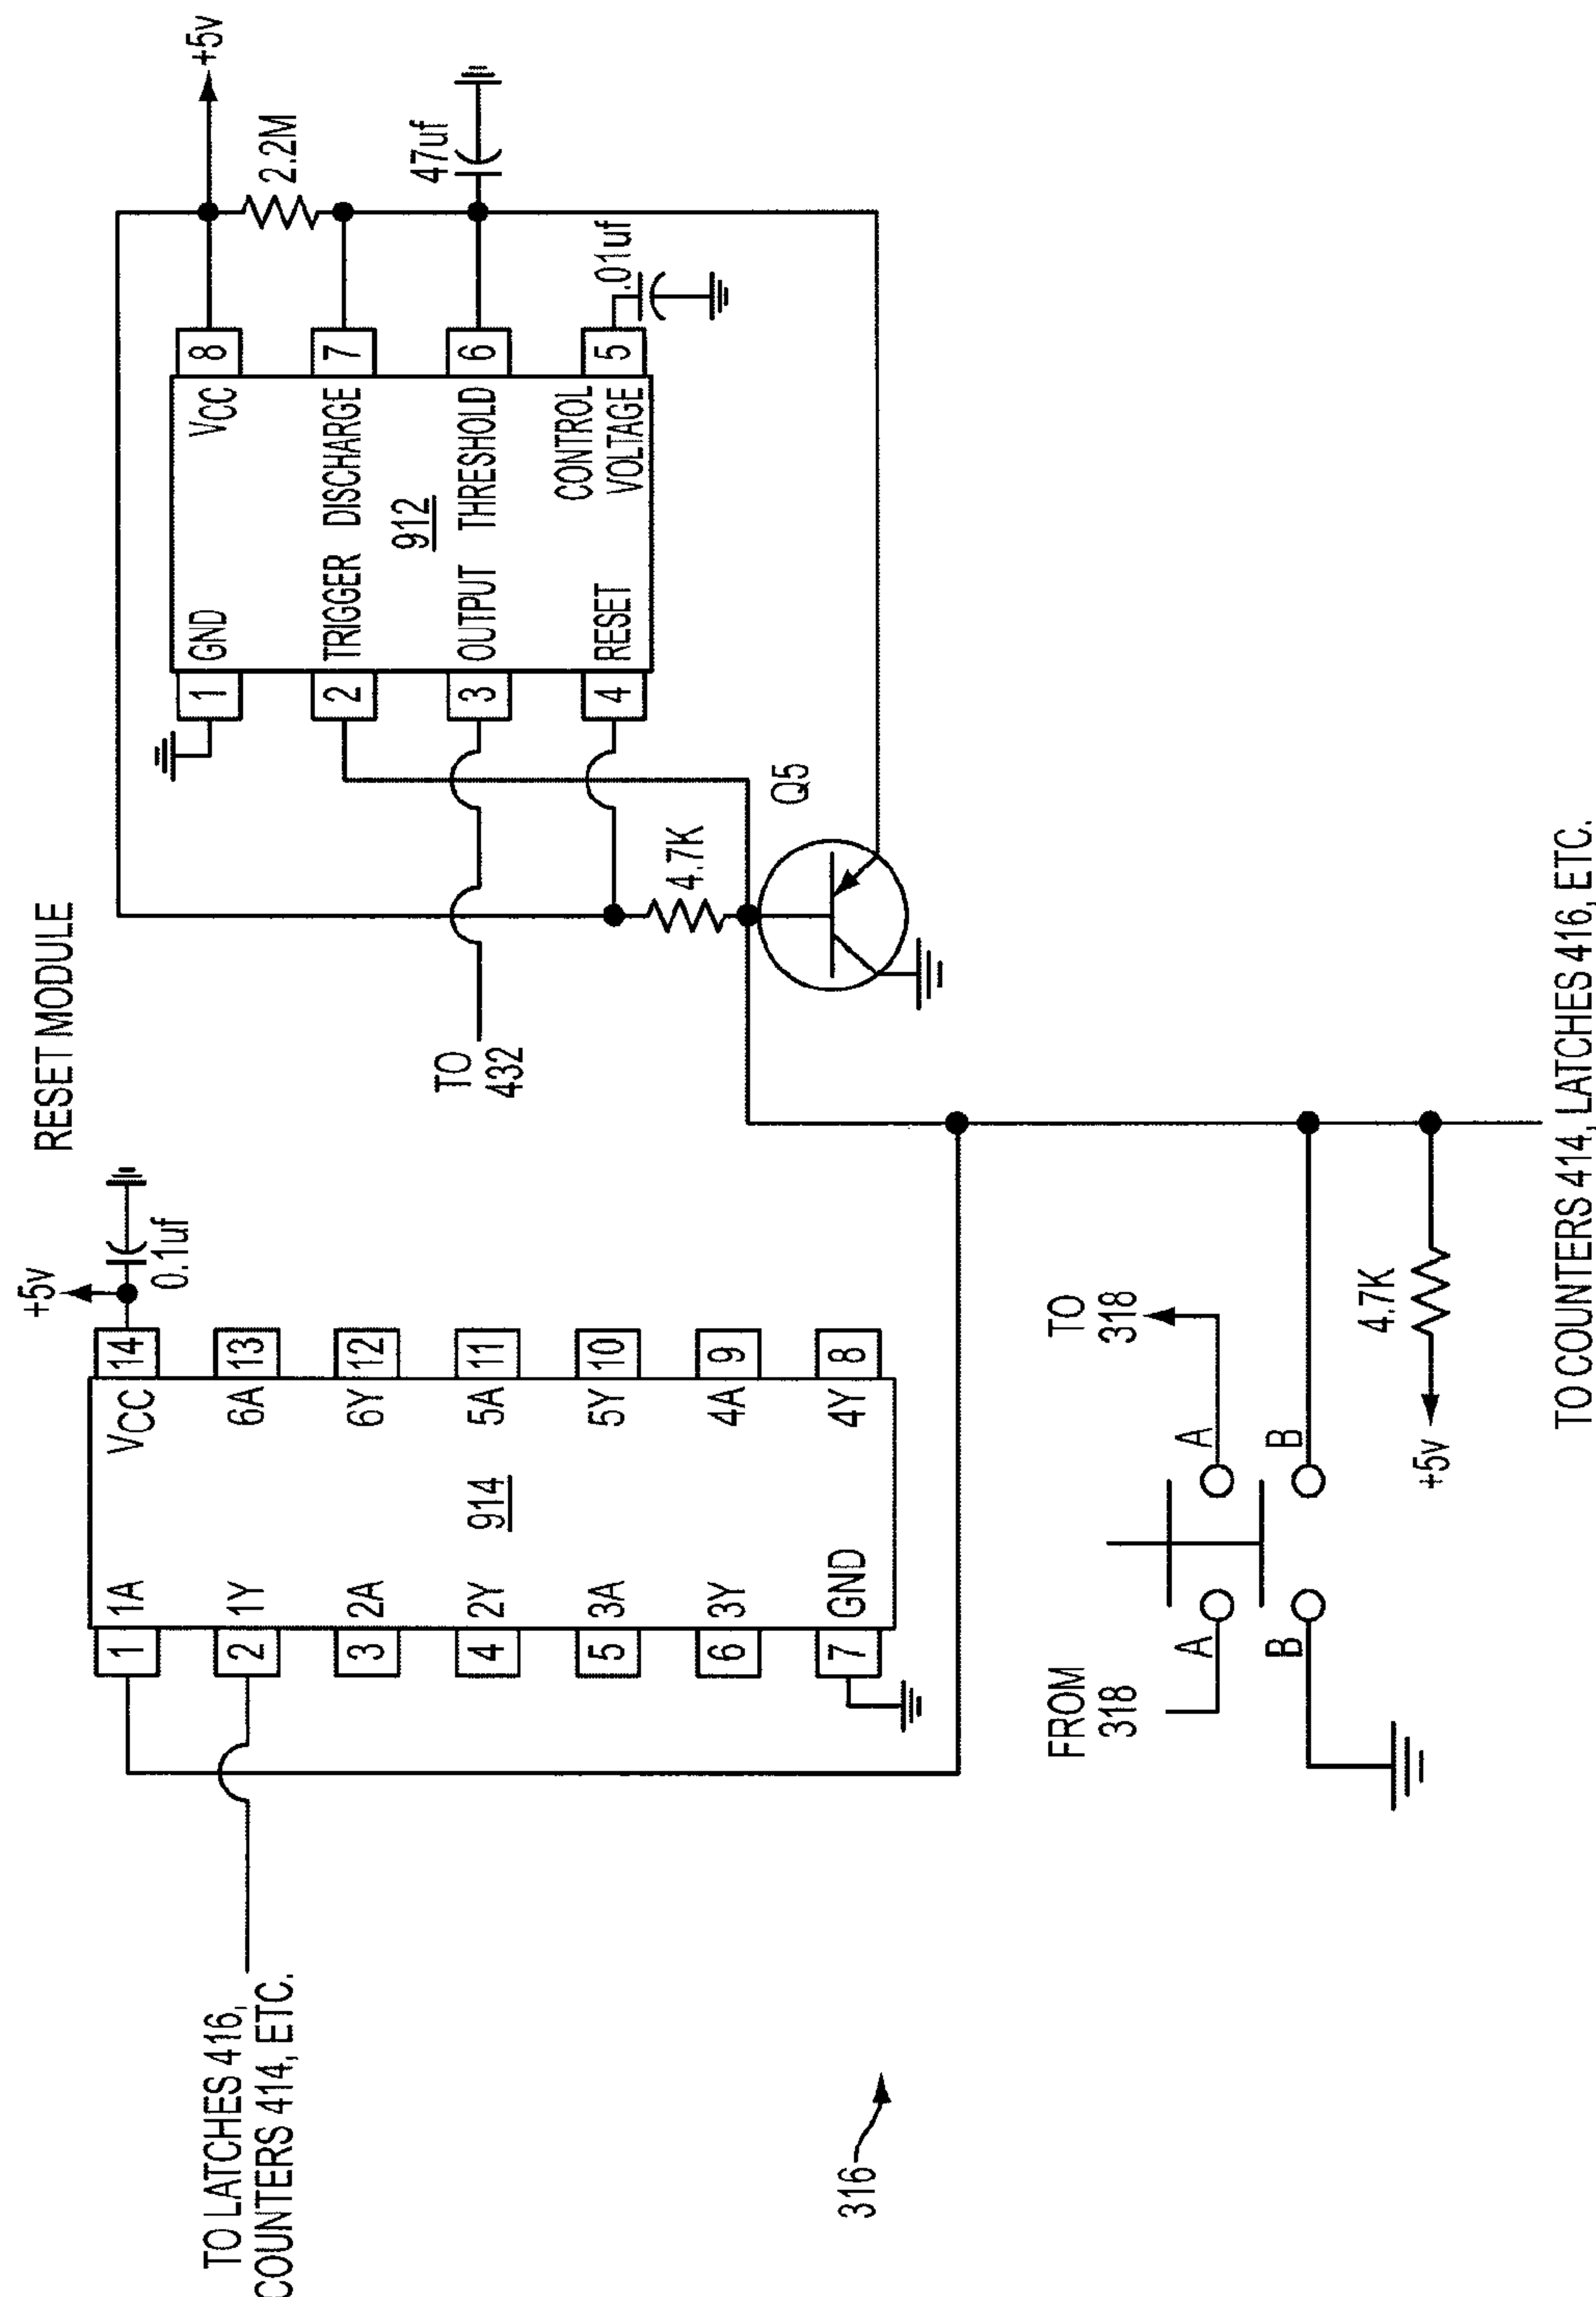 RESET MODULE
TO LATCHES 416,
COUNTERS 414, ETC.
+5v
0.1uf
1 1A
2 1Y
3 2A
4 2Y
5 3A
6 3Y
7 GND
VCC 14
6A 13
6Y 12
5A 11
5Y 10
4A 9
4Y 8
914
+5v
2.2M
47uf
.01uf
1 GND
2 TRIGGER
3 OUTPUT
4 RESET
VCC 8
DISCHARGE 7
THRESHOLD 6
CONTROL
VOLTAGE 5
912
TO
432
4.7K
Q5
FROM
318
TO
318
A A
B B
4.7K
+5v
TO COUNTERS 414, LATCHES 416, ETC.
316